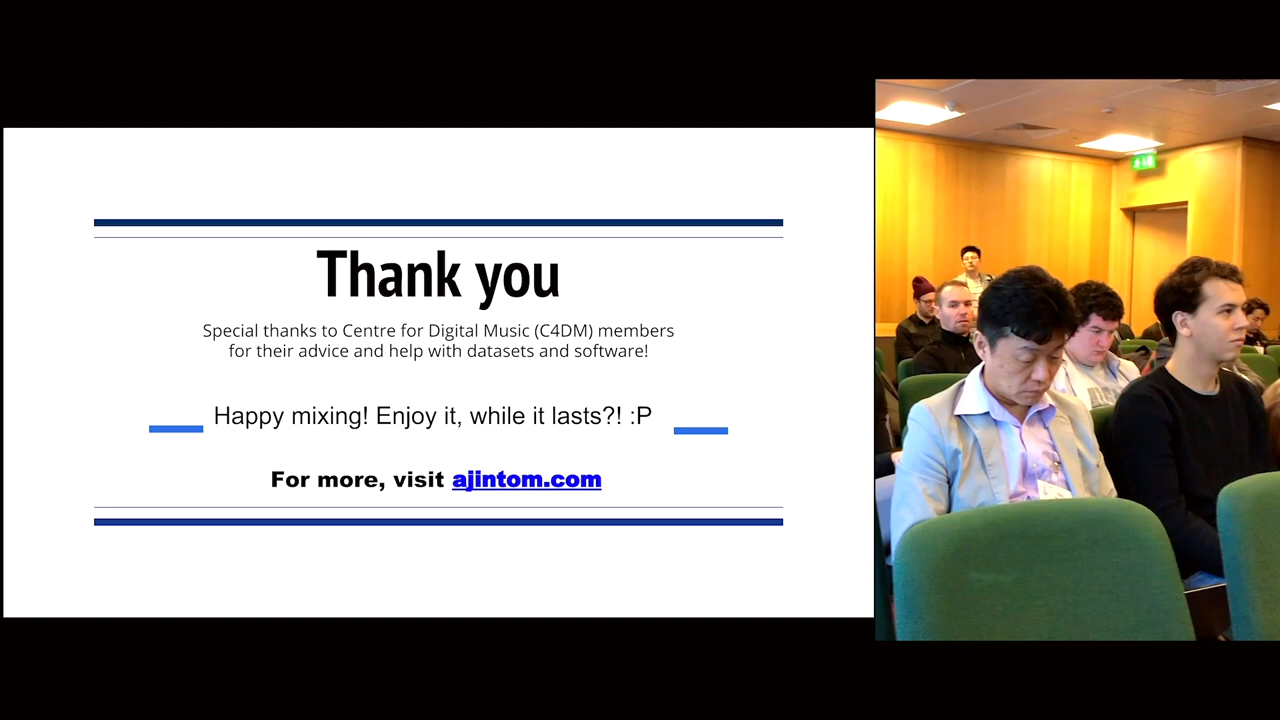 Thank you
Special thanks to Centre for Digital Music (C4DM) members
for their advice and help with datasets and software!
Happy mixing! Enjoy it, while it lasts?! :P
For more, visit ajintom.com